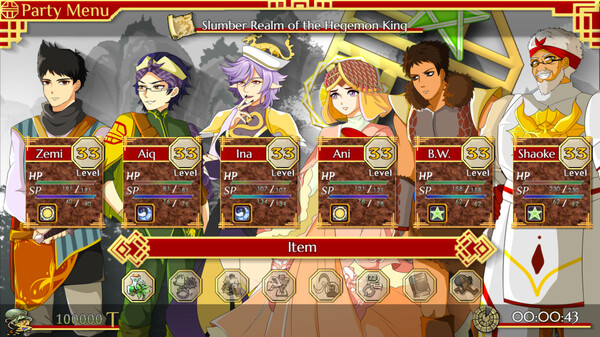 Party Menu
Slumber Realm of the Hegemon King
Zemi 33
Level
HP
SP
Aiq 33
Level
HP
SP
Ina 33
Level
HP
SP
Ani 33
Level
HP
SP
B.W. 33
Level
HP
SP
Shaoke 33
Level
HP
SP
Item
100000 T
00:00:43